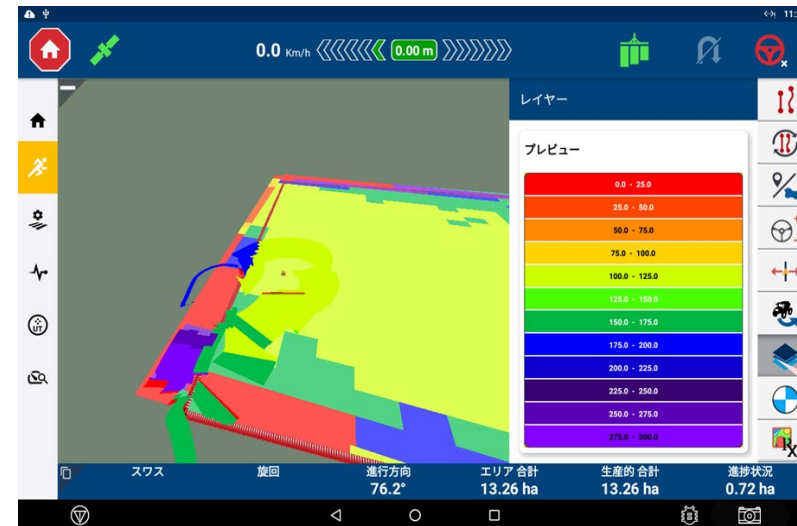 11:
0.0 Km/h
0.00 m
レイヤー
プレビュー
0.0 - 25.0
25.0 - 50.0
50.0 - 75.0
75.0 - 100.0
100.0 - 125.0
125.0 - 150.0
150.0 - 175.0
175.0 - 200.0
200.0 - 225.0
225.0 - 250.0
250.0 - 275.0
275.0 - 300.0
UT
Rx
スワス 旋回 進行方向 エリア 合計 生産的 合計 進捗状況
76.2° 13.26 ha 13.26 ha 0.72 ha